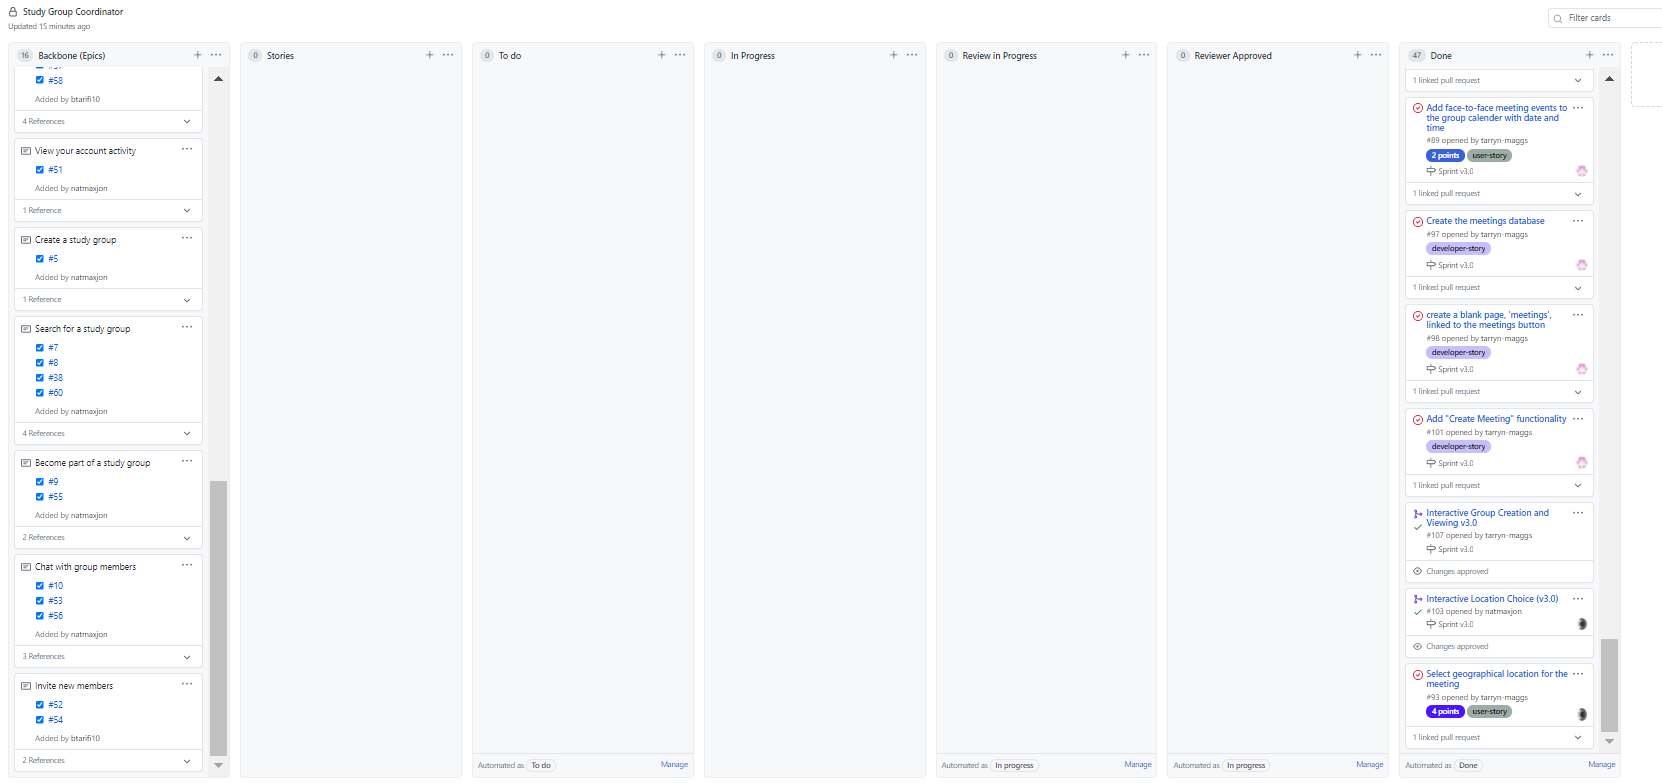 Study Group Coordinator
Updated 15 minutes ago
Filter cards
16 Backbone (Epics)
#58
Added by btarifi10
4 References
View your account activity
#51
Added by natmaxjon
1 Reference
Create a study group
#5
Added by natmaxjon
1 Reference
Search for a study group
#7
#8
#38
#60
Added by natmaxjon
4 References
Become part of a study group
#9
#55
Added by natmaxjon
2 References
Chat with group members
#10
#53
#56
Added by natmaxjon
3 References
Invite new members
#52
#54
Added by btarifi10
2 References
0 Stories
0 To do
Automated as To do Manage
0 In Progress
0 Review in Progress
Automated as In progress Manage
0 Reviewer Approved
Automated as In progress Manage
47 Done
1 linked pull request
Add face-to-face meeting events to
the group calender with date and
time
#89 opened by tarryn-maggs
2 points user-story
Sprint v3.0
1 linked pull request
Create the meetings database
#97 opened by tarryn-maggs
developer-story
Sprint v3.0
1 linked pull request
create a blank page, 'meetings',
linked to the meetings button
#98 opened by tarryn-maggs
developer-story
Sprint v3.0
1 linked pull request
Add "Create Meeting" functionality
#101 opened by tarryn-maggs
developer-story
Sprint v3.0
1 linked pull request
Interactive Group Creation and
Viewing v3.0
#107 opened by tarryn-maggs
Sprint v3.0
Changes approved
Interactive Location Choice (v3.0)
#103 opened by natmaxjon
Sprint v3.0
Changes approved
Select geographical location for the
meeting
#93 opened by tarryn-maggs
4 points user-story
1 linked pull request
Automated as Done Manage